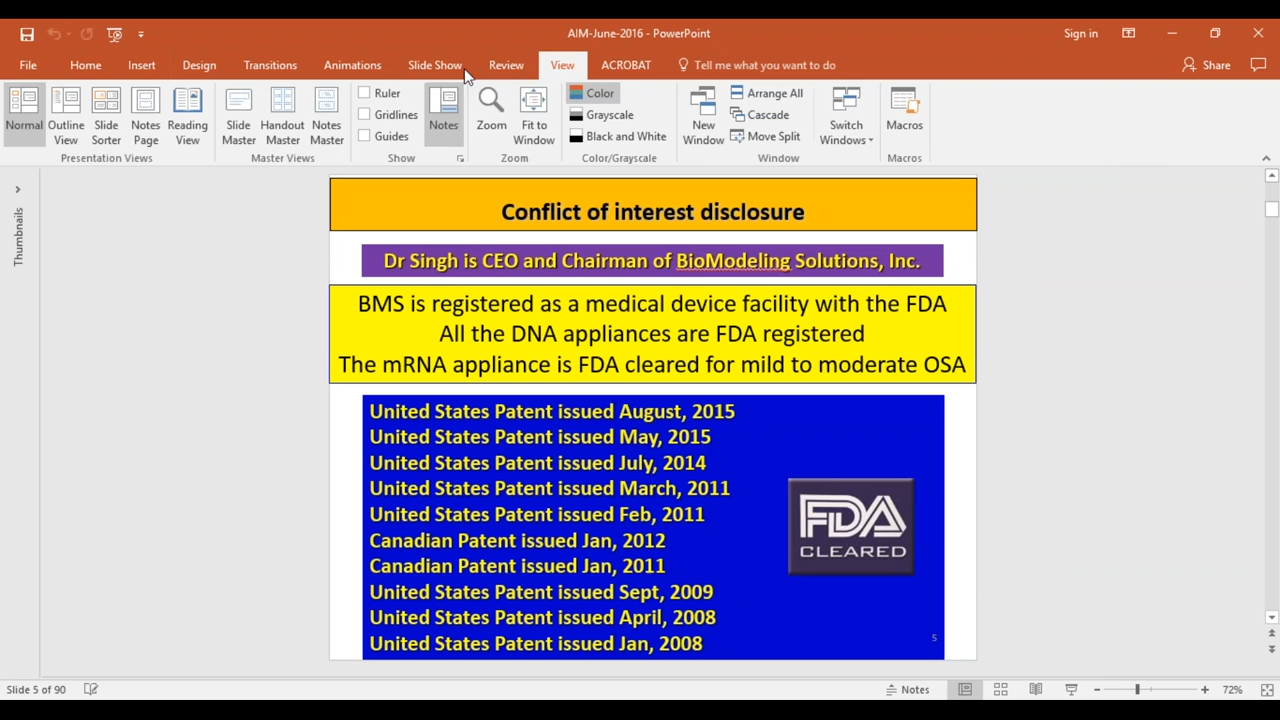 AIM-June-2016 - PowerPoint
Sign in
File
Home
Insert
Design
Transitions
Animations
Slide Show
Review
View
ACROBAT
Tell me what you want to do
Share
Normal
Outline View
Slide Sorter
Notes Page
Reading View
Presentation Views
Slide Master
Handout Master
Notes Master
Master Views
Ruler
Gridlines
Guides
Show
Notes
Zoom
Fit to Window
Zoom
Color
Grayscale
Black and White
Color/Grayscale
New Window
Arrange All
Cascade
Move Split
Window
Switch Windows
Macros
Macros
Thumbnails
Conflict of interest disclosure
Dr Singh is CEO and Chairman of BioModeling Solutions, Inc.
BMS is registered as a medical device facility with the FDA
All the DNA appliances are FDA registered
The mRNA appliance is FDA cleared for mild to moderate OSA
United States Patent issued August, 2015
United States Patent issued May, 2015
United States Patent issued July, 2014
United States Patent issued March, 2011
United States Patent issued Feb, 2011
Canadian Patent issued Jan, 2012
Canadian Patent issued Jan, 2011
United States Patent issued Sept, 2009
United States Patent issued April, 2008
United States Patent issued Jan, 2008
FDA
CLEARED
5
Slide 5 of 90
Notes
72%